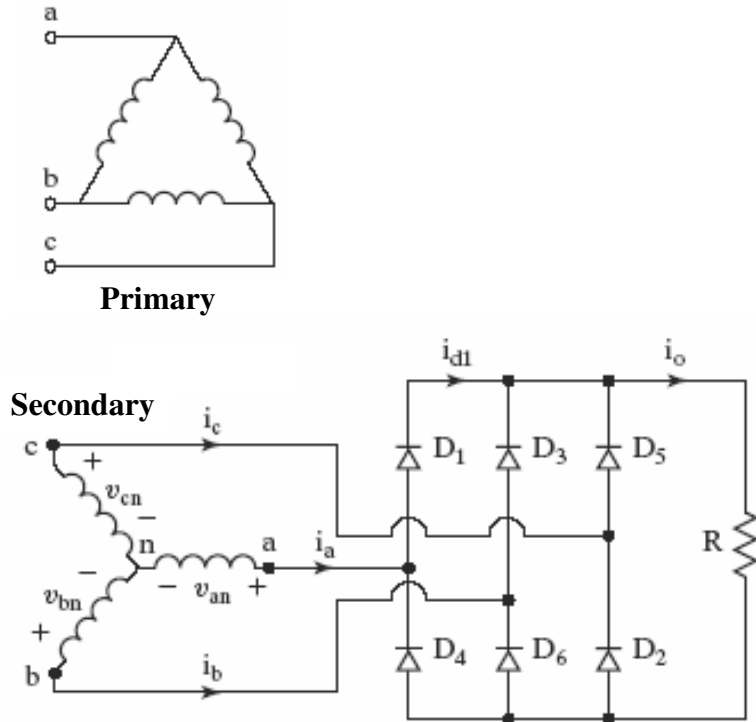 a
b
c
Primary
Secondary
i_d1
i_o
i_c
c
+
D_1
D_3
D_5
v_cn
−
n
a
i_a
R
−
−
v_an
+
v_bn
+
D_4
D_6
D_2
b
i_b